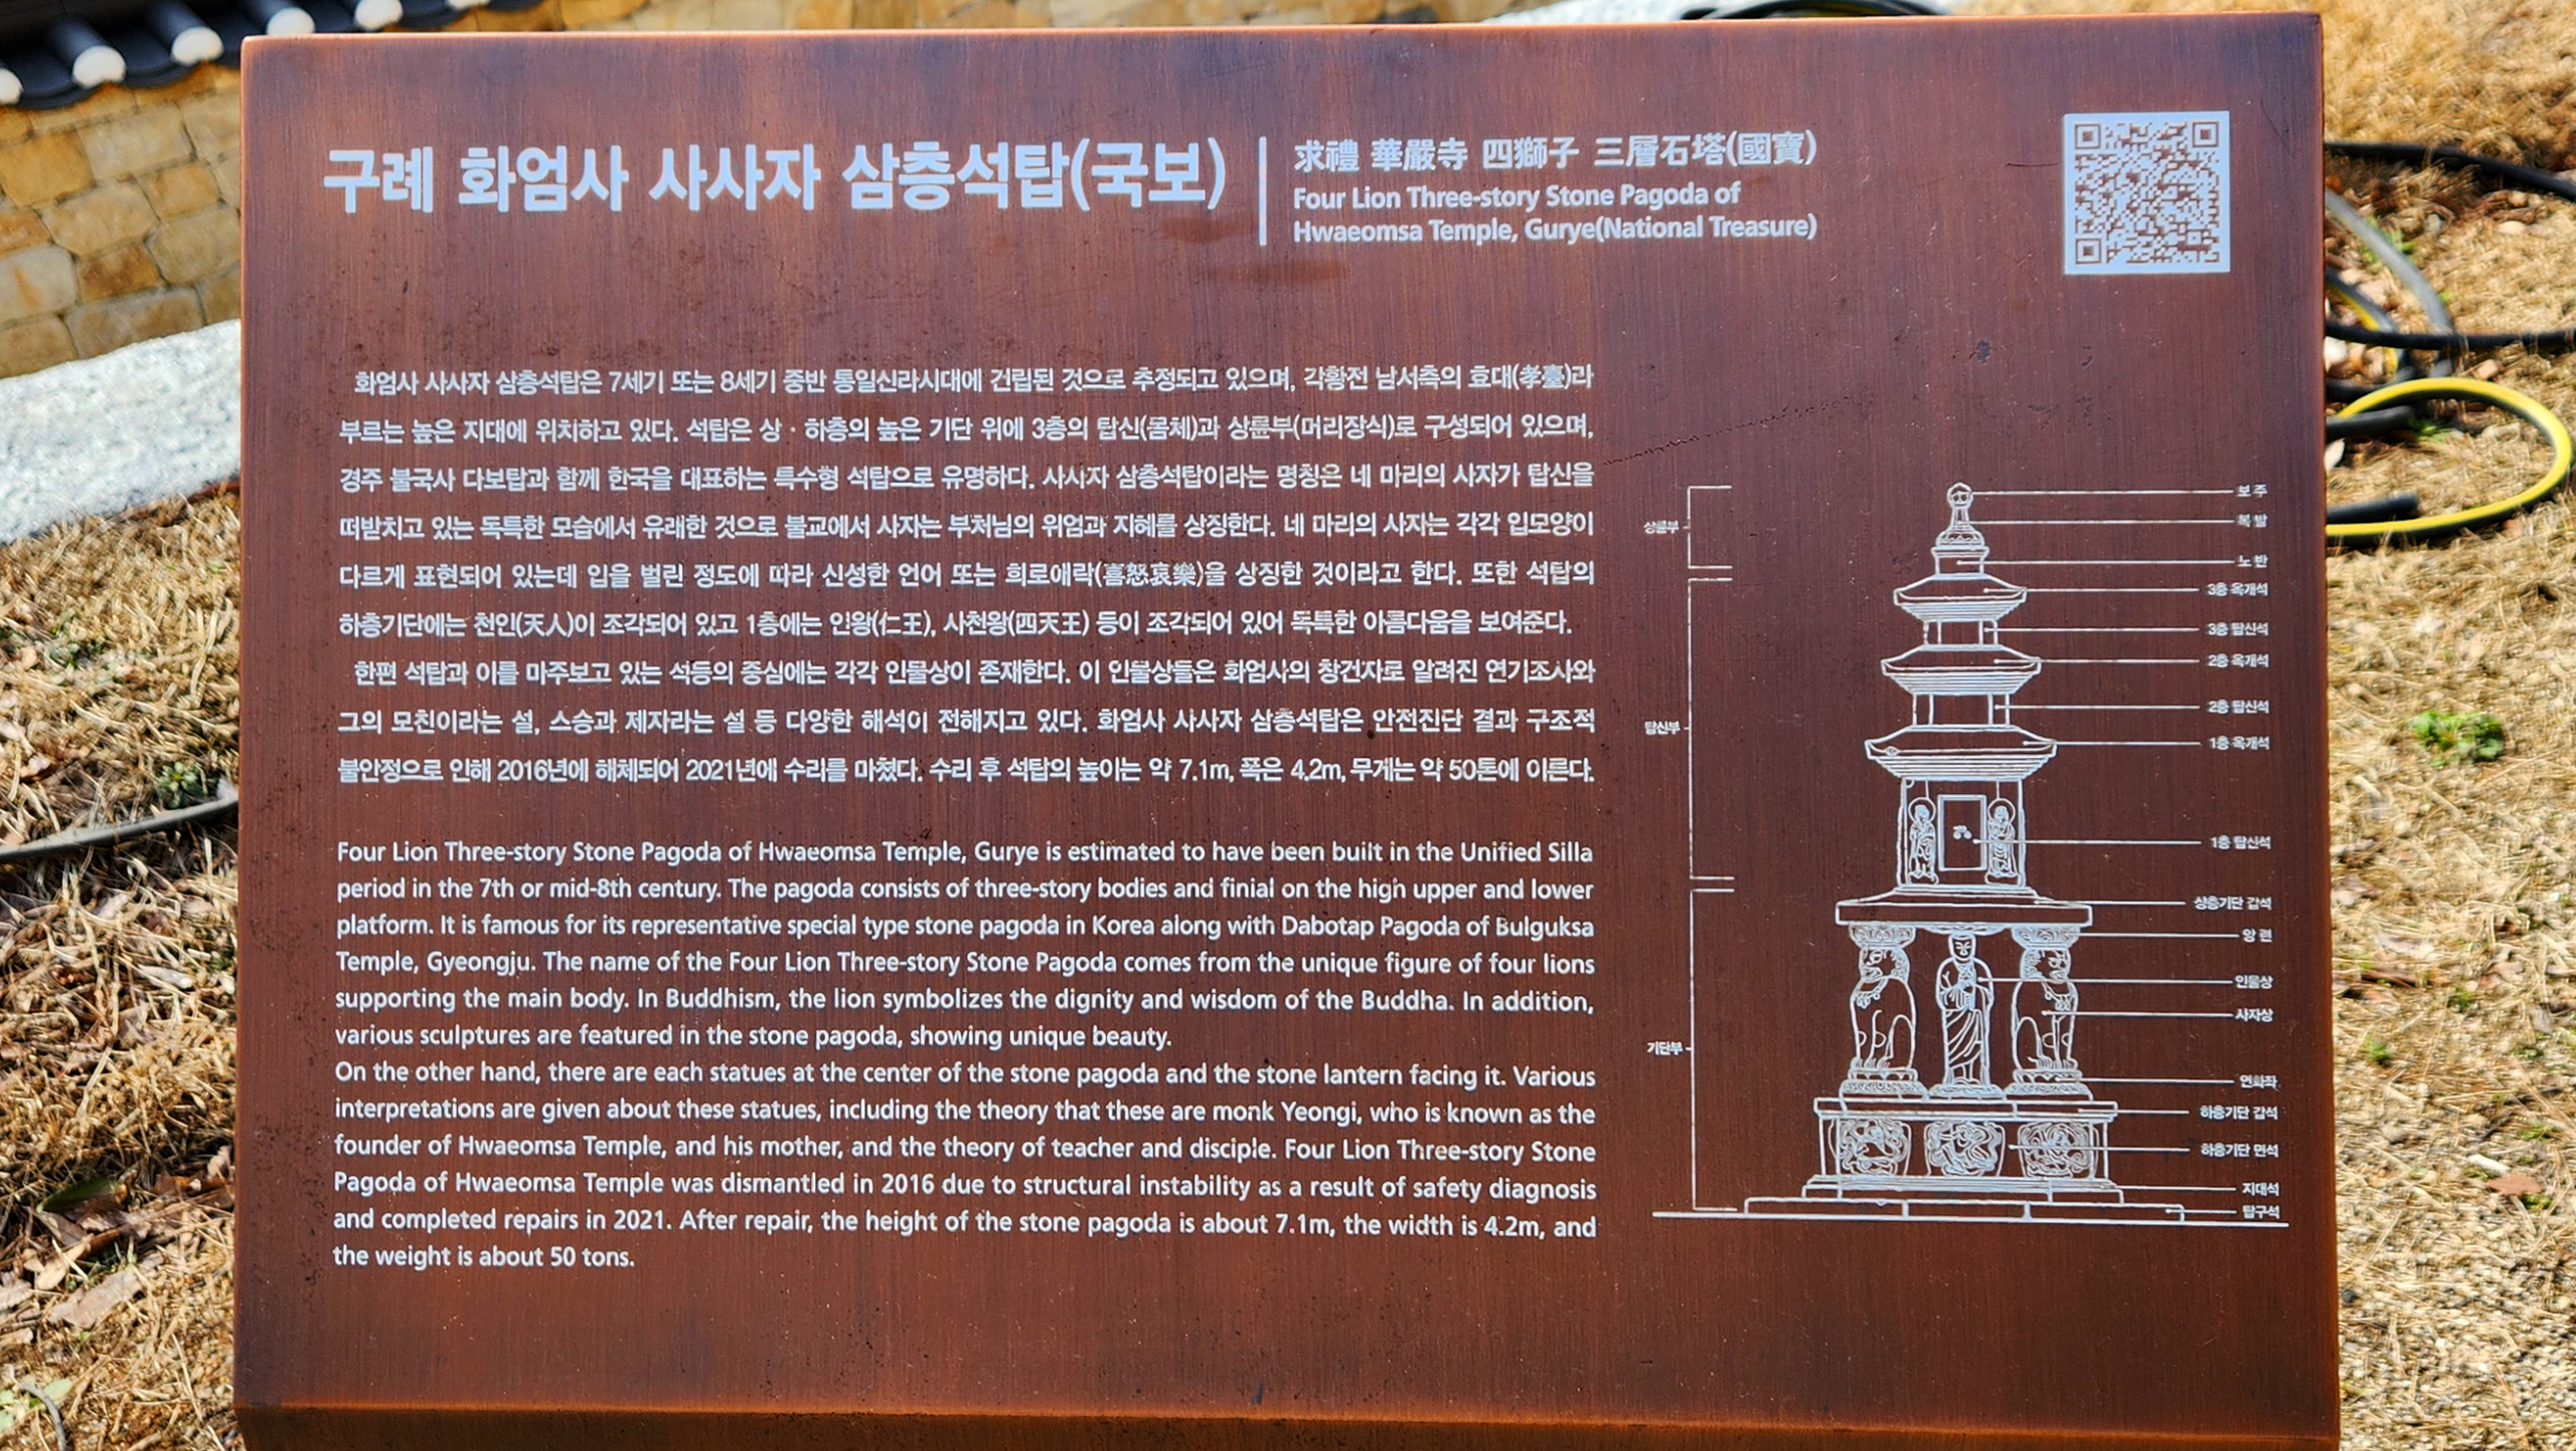 구례 화엄사 사사자 삼층석탑(국보)
求禮 華嚴寺 四獅子 三層石塔(國寶)
Four Lion Three-story Stone Pagoda of
Hwaeomsa Temple, Gurye(National Treasure)
화엄사 사사자 삼층석탑은 7세기 또는 8세기 중반 통일신라시대에 건립된 것으로 추정되고 있으며, 각황전 남서측의 효대(孝臺)라
부르는 높은 지대에 위치하고 있다. 석탑은 상 · 하층의 높은 기단 위에 3층의 탑신(몸체)과 상륜부(머리장식)로 구성되어 있으며,
경주 불국사 다보탑과 함께 한국을 대표하는 특수형 석탑으로 유명하다. 사사자 삼층석탑이라는 명칭은 네 마리의 사자가 탑신을
떠받치고 있는 독특한 모습에서 유래한 것으로 불교에서 사자는 부처님의 위엄과 지혜를 상징한다. 네 마리의 사자는 각각 입모양이
다르게 표현되어 있는데 입을 벌린 정도에 따라 신성한 언어 또는 희로애락(喜怒哀樂)을 상징한 것이라고 한다. 또한 석탑의
하층기단에는 천인(天人)이 조각되어 있고 1층에는 인왕(仁王), 사천왕(四天王) 등이 조각되어 있어 독특한 아름다움을 보여준다.
한편 석탑과 이를 마주보고 있는 석등의 중심에는 각각 인물상이 존재한다. 이 인물상들은 화엄사의 창건자로 알려진 연기조사와
그의 모친이라는 설, 스승과 제자라는 설 등 다양한 해석이 전해지고 있다. 화엄사 사사자 삼층석탑은 안전진단 결과 구조적
불안정으로 인해 2016년에 해체되어 2021년에 수리를 마쳤다. 수리 후 석탑의 높이는 약 7.1m, 폭은 4.2m, 무게는 약 50톤에 이른다.
Four Lion Three-story Stone Pagoda of Hwaeomsa Temple, Gurye is estimated to have been built in the Unified Silla
period in the 7th or mid-8th century. The pagoda consists of three-story bodies and finial on the high upper and lower
platform. It is famous for its representative special type stone pagoda in Korea along with Dabotap Pagoda of Bulguksa
Temple, Gyeongju. The name of the Four Lion Three-story Stone Pagoda comes from the unique figure of four lions
supporting the main body. In Buddhism, the lion symbolizes the dignity and wisdom of the Buddha. In addition,
various sculptures are featured in the stone pagoda, showing unique beauty.
On the other hand, there are each statues at the center of the stone pagoda and the stone lantern facing it. Various
interpretations are given about these statues, including the theory that these are monk Yeongi, who is known as the
founder of Hwaeomsa Temple, and his mother, and the theory of teacher and disciple. Four Lion Three-story Stone
Pagoda of Hwaeomsa Temple was dismantled in 2016 due to structural instability as a result of safety diagnosis
and completed repairs in 2021. After repair, the height of the stone pagoda is about 7.1m, the width is 4.2m, and
the weight is about 50 tons.
상륜부
탑신부
기단부
보 주
복 발
노 반
3층 옥개석
3층 탑신석
2층 옥개석
2층 탑신석
1층 옥개석
1층 탑신석
상층기단 갑석
앙 련
인물상
사자상
연화좌
하층기단 갑석
하층기단 면석
지대석
탑구석